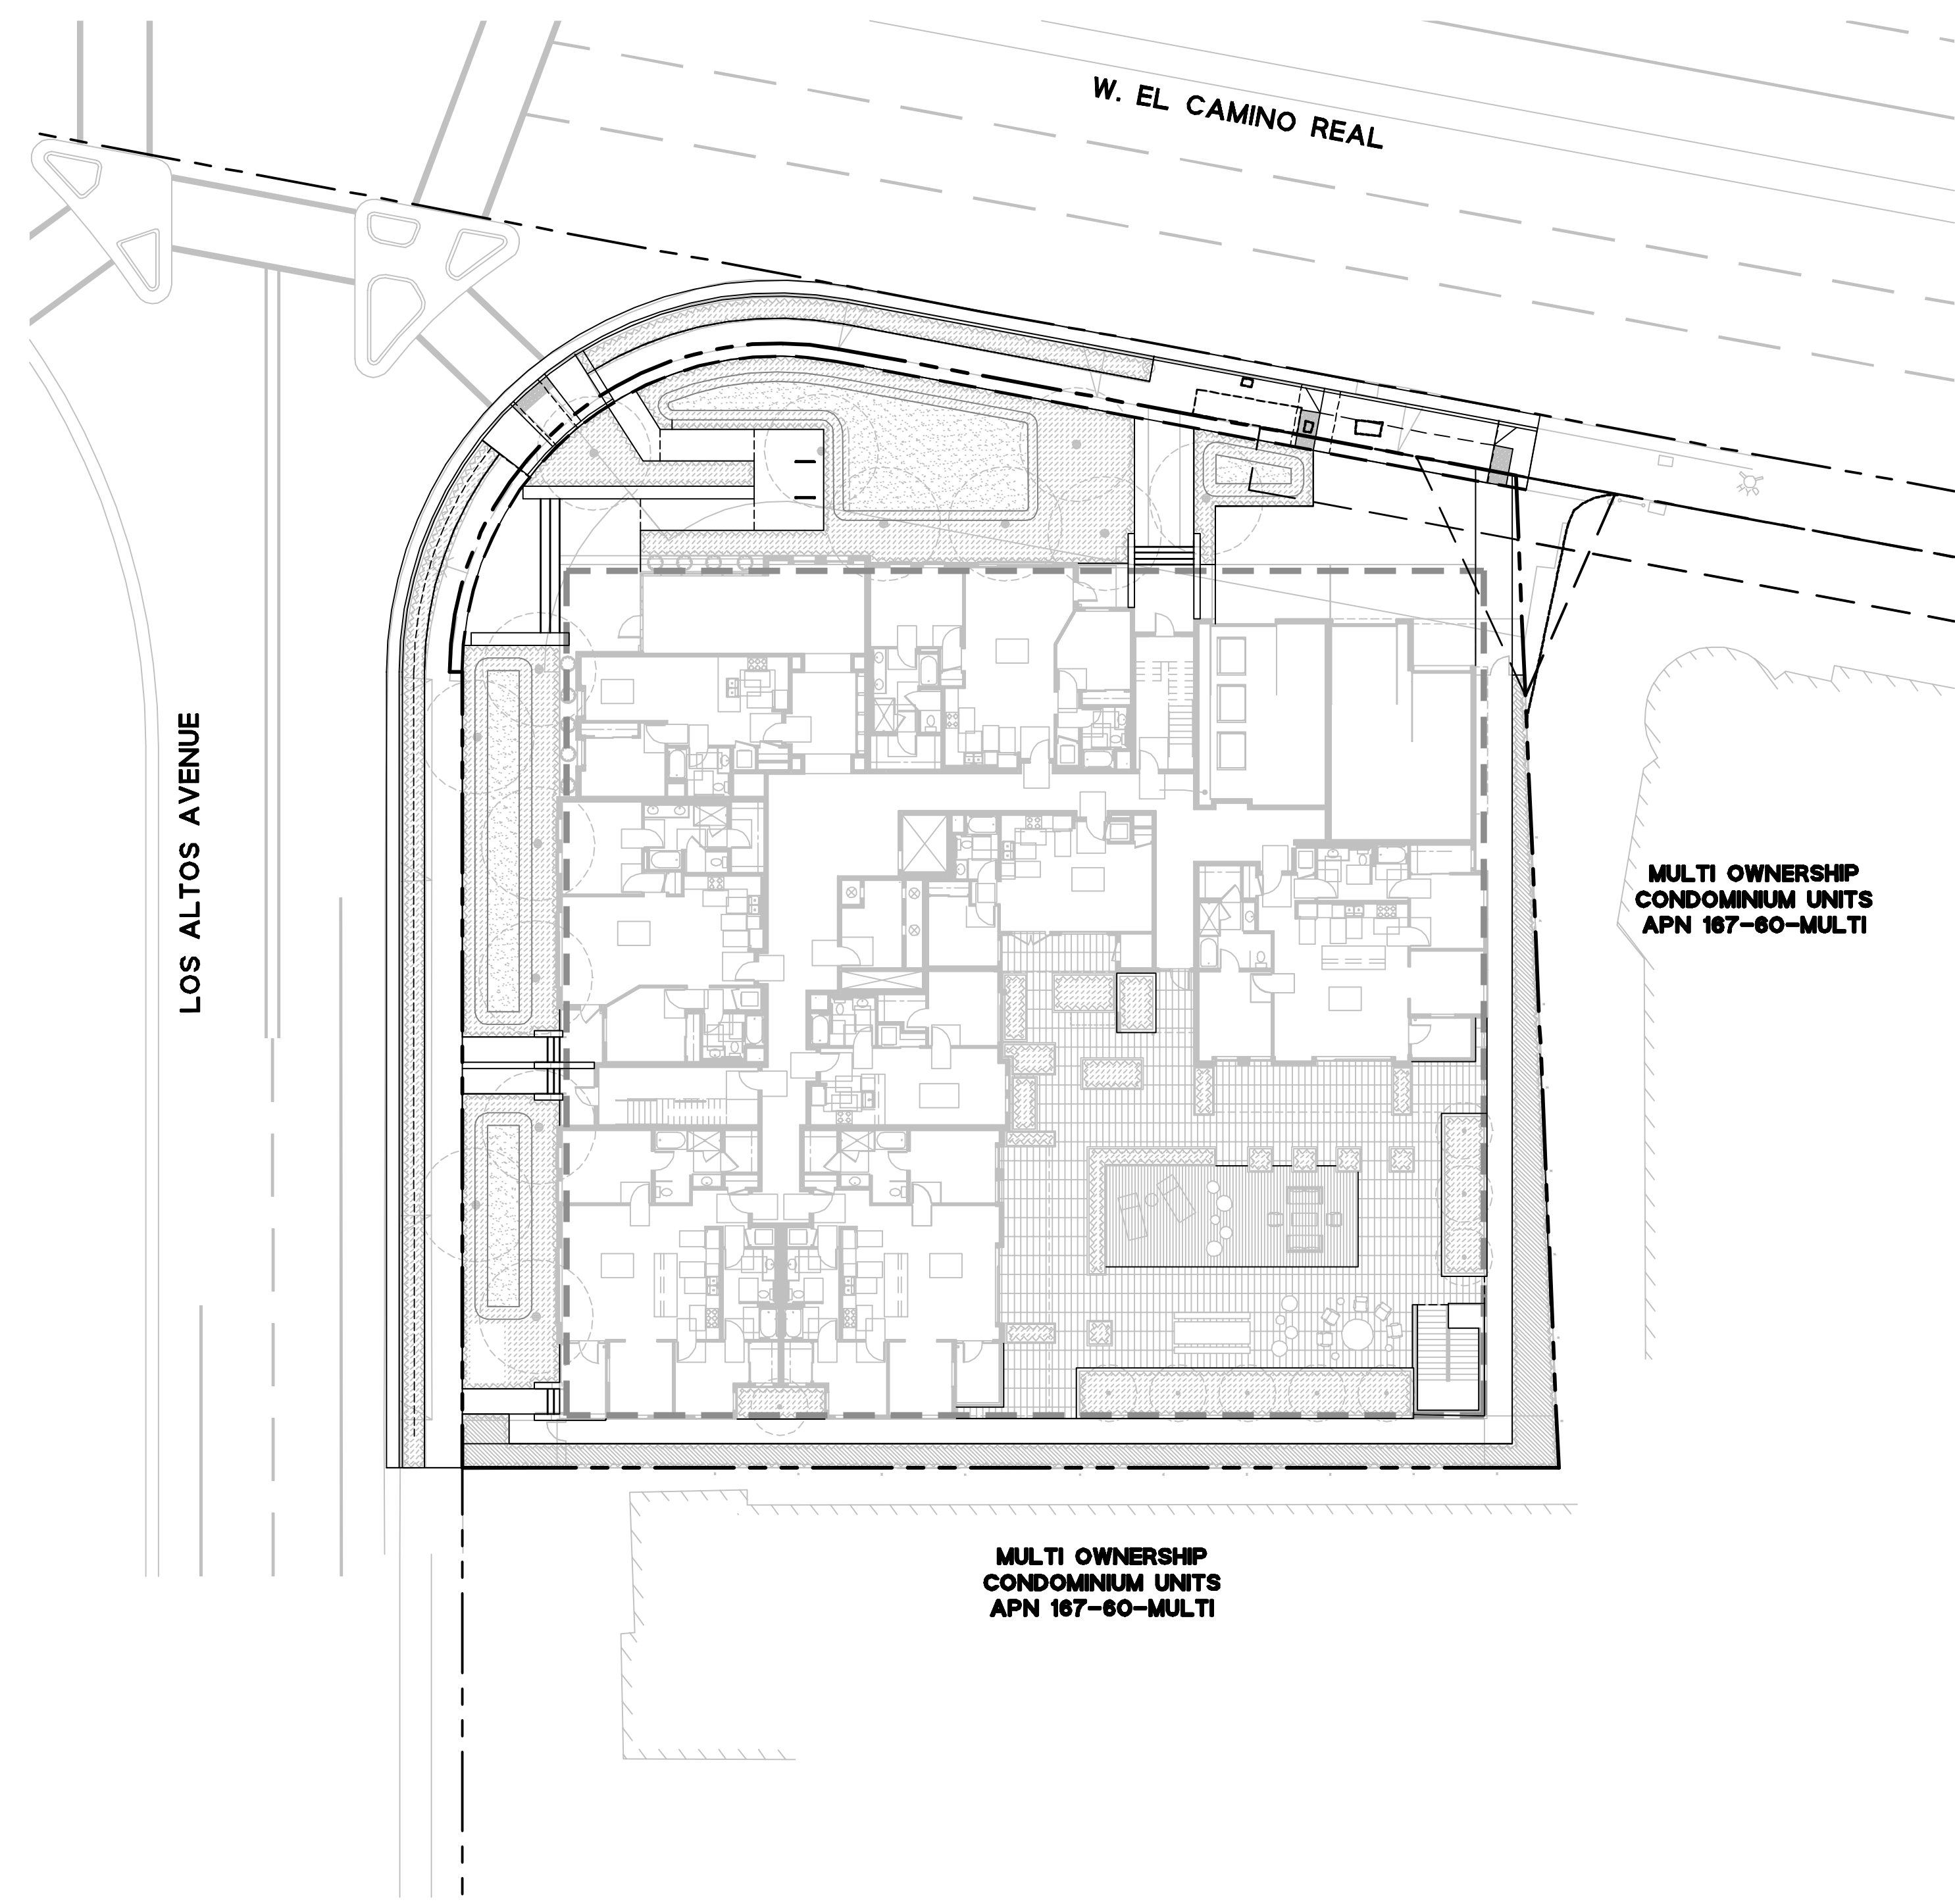 W. EL CAMINO REAL
LOS ALTOS AVENUE
MULTI OWNERSHIP
CONDOMINIUM UNITS
APN 167-60-MULTI
MULTI OWNERSHIP
CONDOMINIUM UNITS
APN 167-60-MULTI